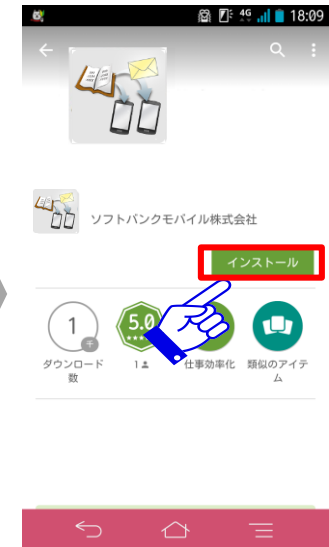 4G 18:09
ソフトバンクモバイル株式会社
インストール
1
千
5.0
ダウンロード
数
1
仕事効率化
類似のアイテ
ム